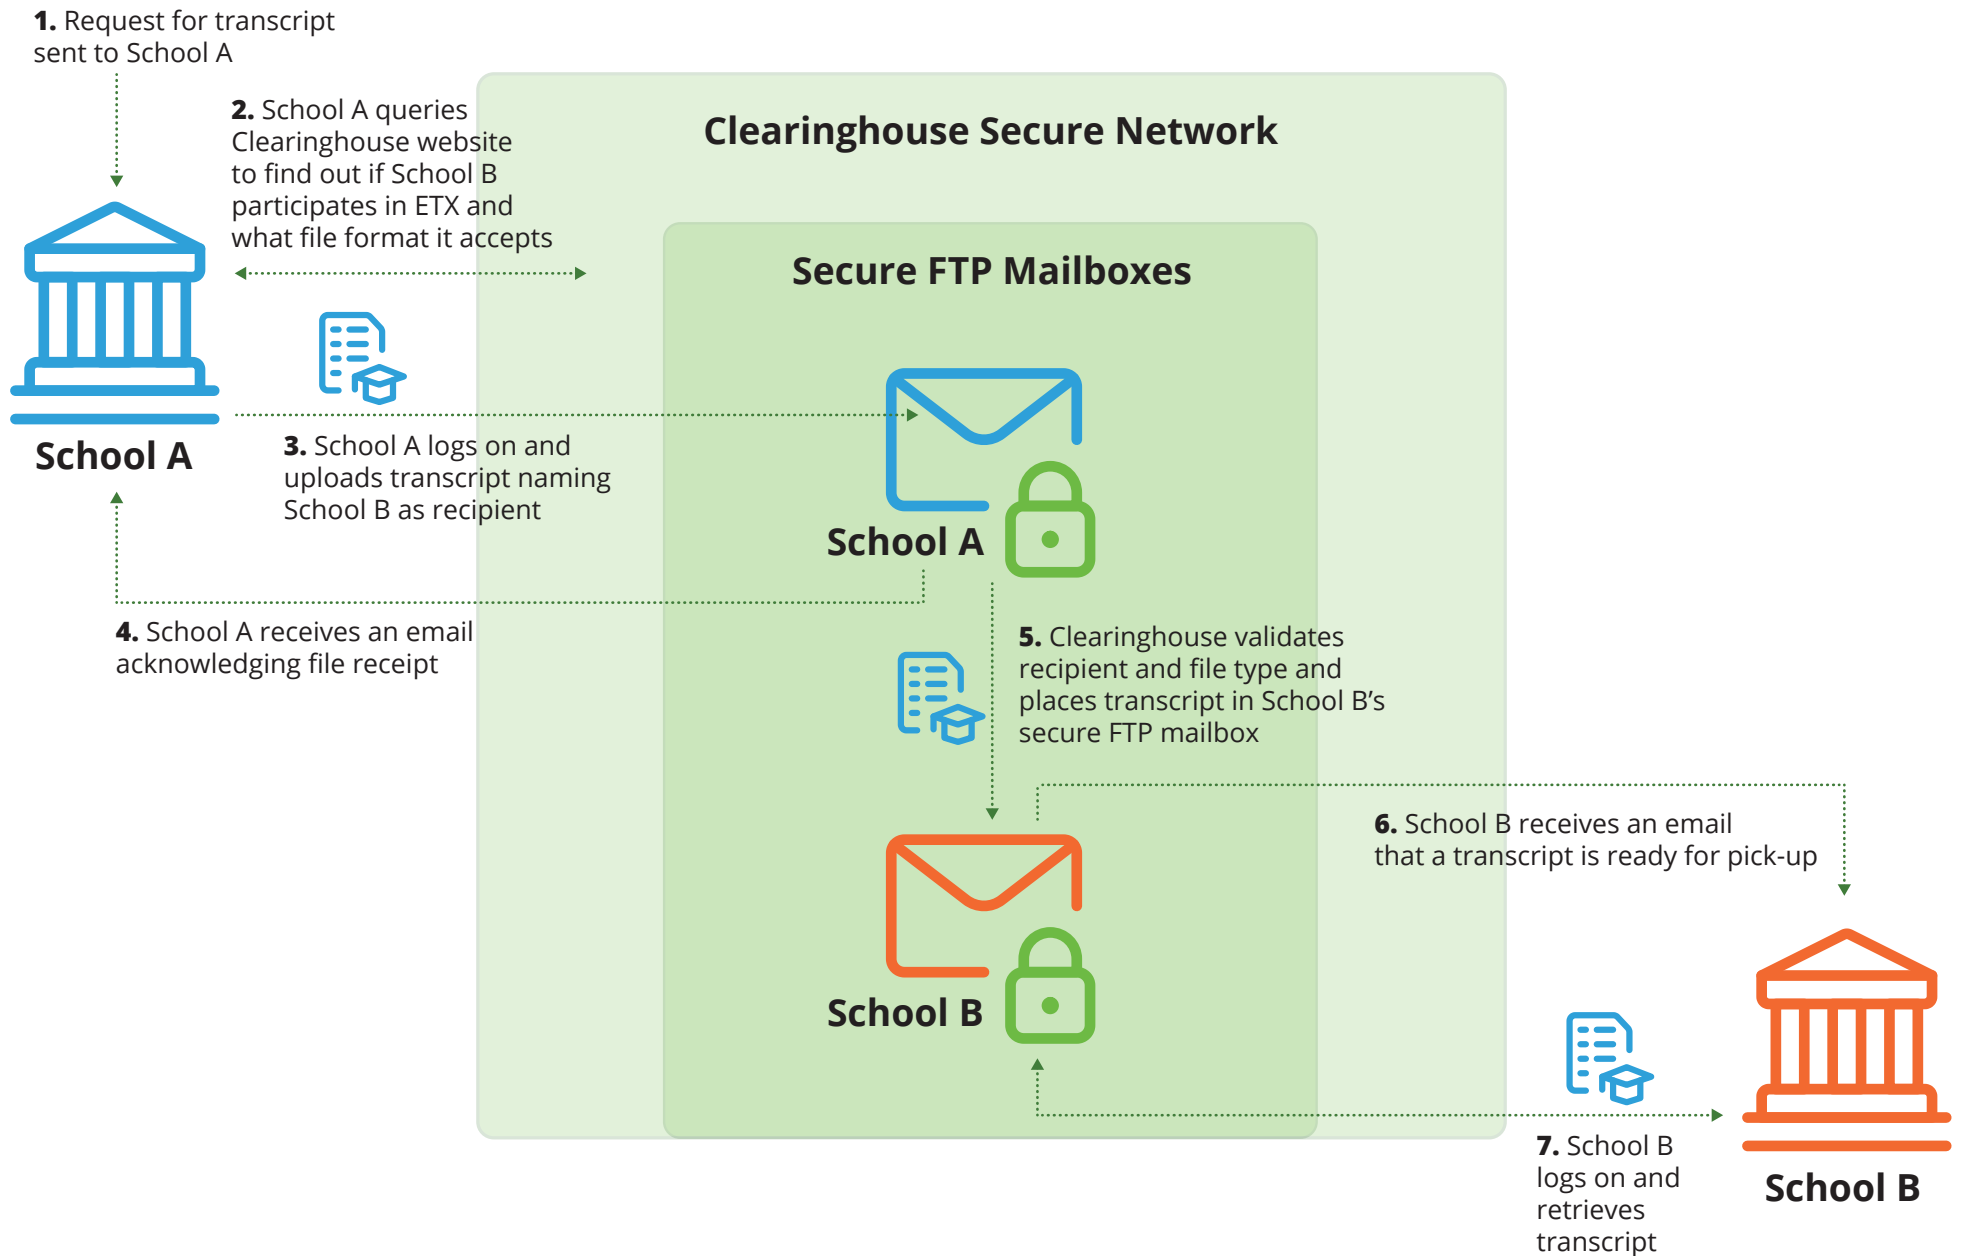 1. Request for transcript
sent to School A
2. School A queries
Clearinghouse website
to find out if School B
participates in ETX and
what file format it accepts
Clearinghouse Secure Network
Secure FTP Mailboxes
School A
3. School A logs on and
uploads transcript naming
School B as recipient
School A
4. School A receives an email
acknowledging file receipt
5. Clearinghouse validates
recipient and file type and
places transcript in School B’s
secure FTP mailbox
6. School B receives an email
that a transcript is ready for pick-up
School B
7. School B
logs on and
retrieves
transcript
School B